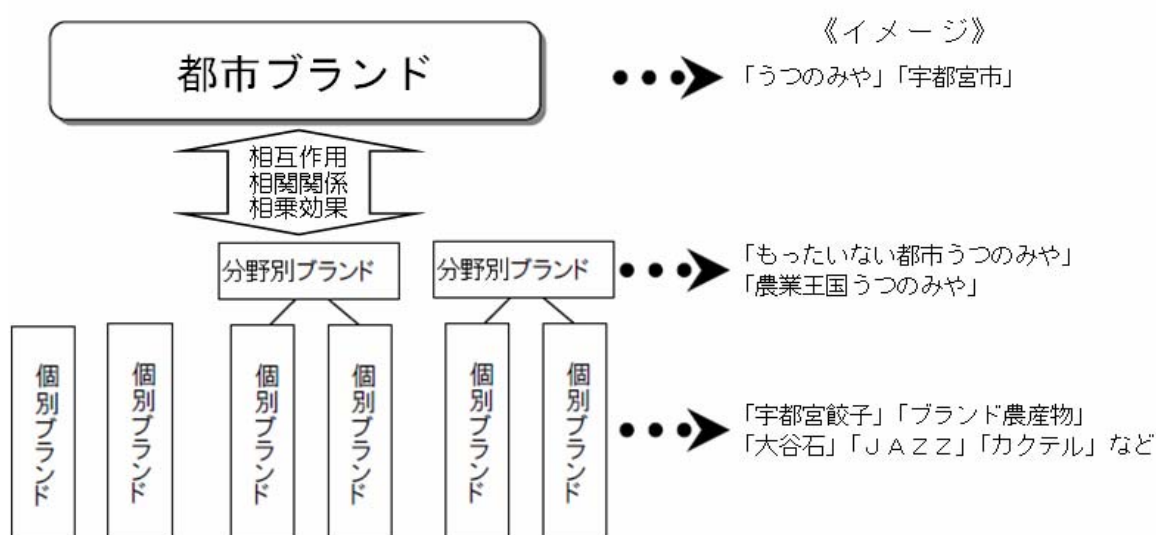 《イメージ》
都市ブランド
「うつのみや」「宇都宮市」
相互作用
相関関係
相乗効果
分野別ブランド
分野別ブランド
「もったいない都市うつのみや」
「農業王国うつのみや」
個別ブランド
個別ブランド
個別ブランド
個別ブランド
個別ブランド
個別ブランド
「宇都宮餃子」「ブランド農産物」
「大谷石」「ＪＡＺＺ」「カクテル」など